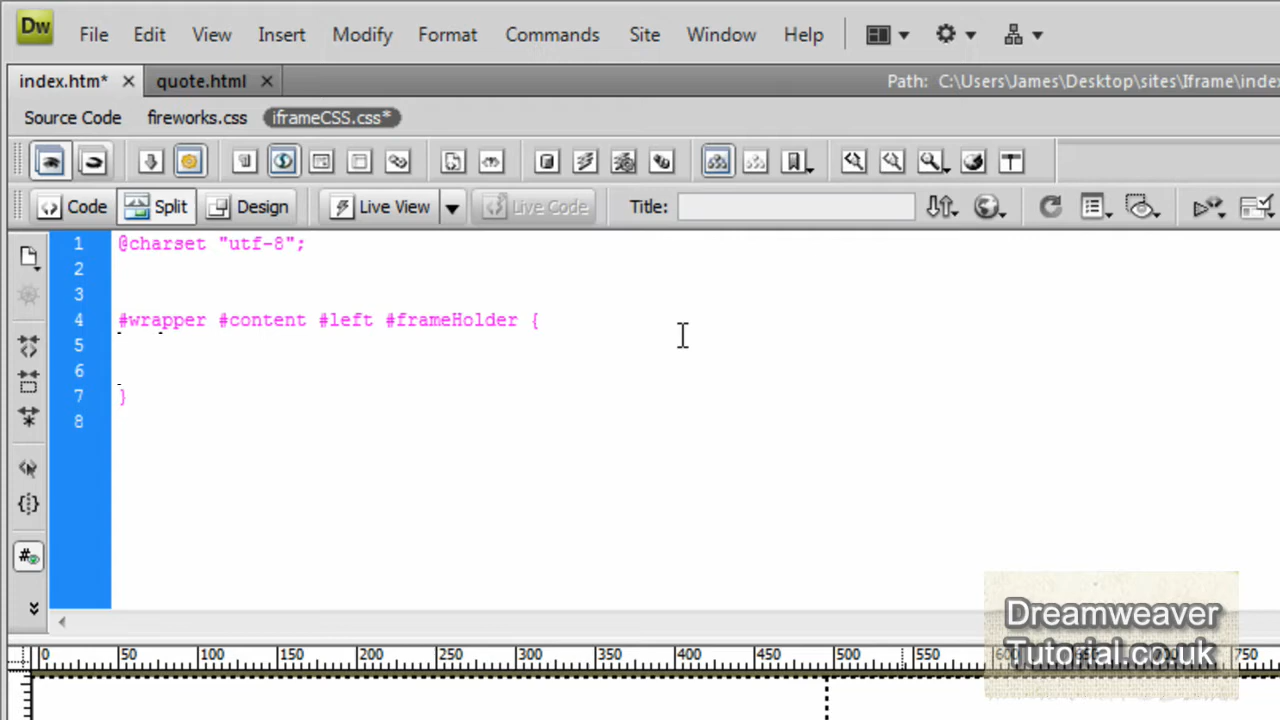 Dw File Edit View Insert Modify Format Commands Site Window Help
index.htm* quote.html Path: C:\Users\James\Desktop\sites\Iframe\index
Source Code fireworks.css iframeCSS.css*
Code Split Design Live View Live Code Title:
1 @charset "utf-8";
2
3
4 #wrapper #content #left #frameHolder {
5
6
7 }
8
0 50 100 150 200 250 300 350 400 450 500 550 750
Dreamweaver
Tutorial.co.uk